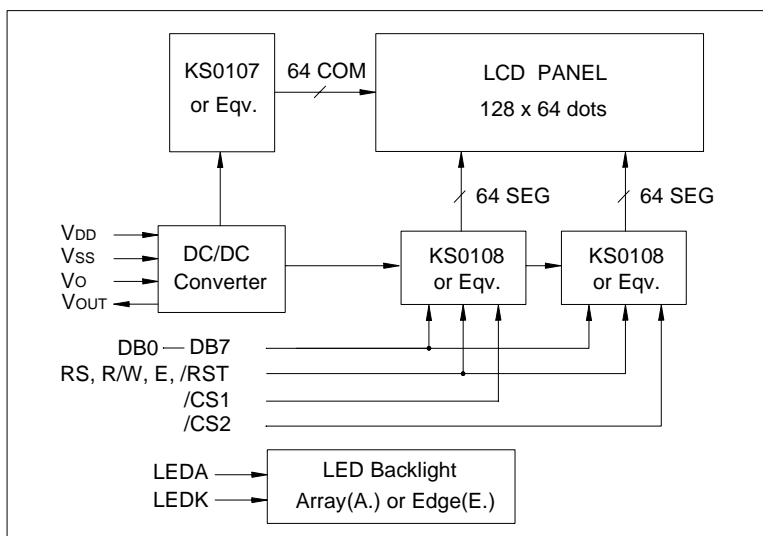 KS0107
or Eqv.
64 COM
LCD PANEL
128 x 64 dots
64 SEG
64 SEG
VDD
VSS
VO
VOUT
DC/DC
Converter
KS0108
or Eqv.
KS0108
or Eqv.
DB0 — DB7
RS, R/W, E, /RST
/CS1
/CS2
LEDA
LEDK
LED Backlight
Array(A.) or Edge(E.)